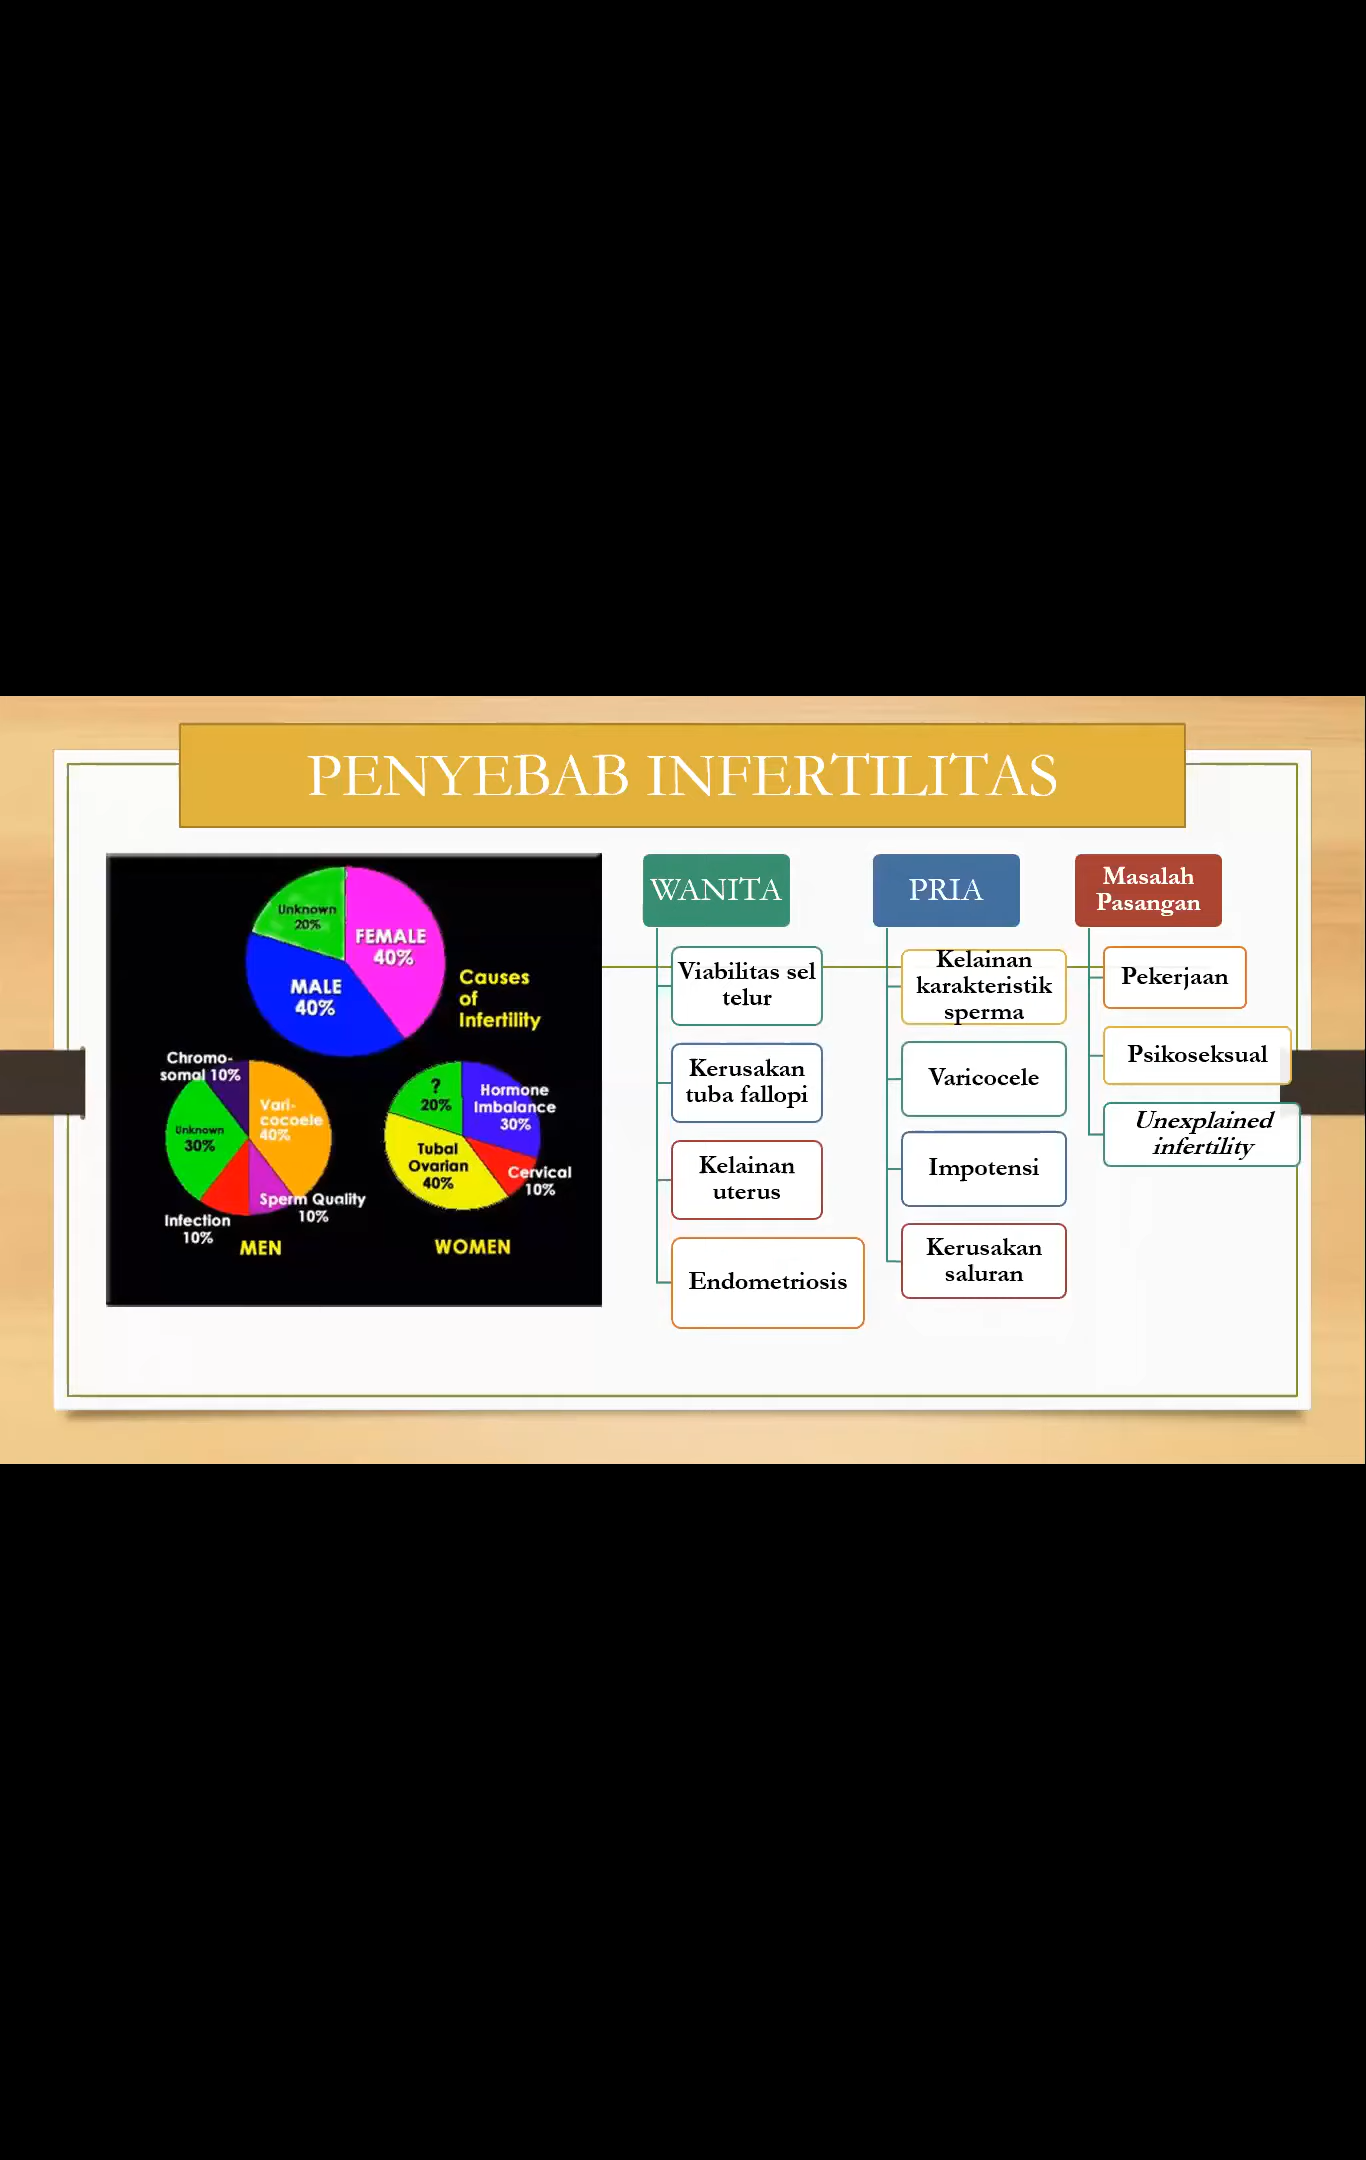 PENYEBAB INFERTILITAS
Unknown
20%
FEMALE
40%
MALE
40%
Causes
of
Infertility
Chromo-
somal 10%
Vari-
cocoele
40%
Unknown
30%
Sperm Quality
10%
Infection
10%
MEN
?
20%
Hormone
Imbalance
30%
Tubal
Ovarian
40%
Cervical
10%
WOMEN
WANITA
Viabilitas sel
telur
Kerusakan
tuba fallopi
Kelainan
uterus
Endometriosis
PRIA
Kelainan
karakteristik
sperma
Varicocele
Impotensi
Kerusakan
saluran
Masalah
Pasangan
Pekerjaan
Psikoseksual
Unexplained
infertility